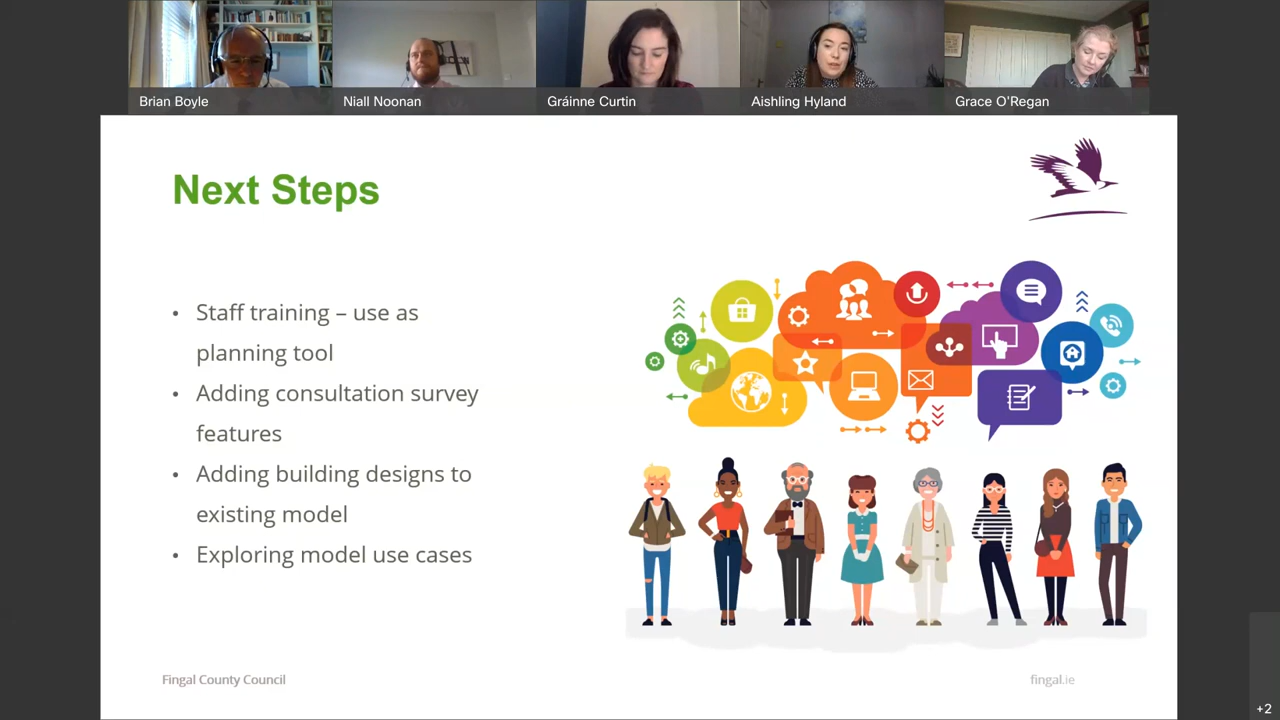 Brian Boyle
Niall Noonan
Gráinne Curtin
Aishling Hyland
Grace O'Regan
Next Steps
• Staff training – use as
planning tool
• Adding consultation survey
features
• Adding building designs to
existing model
• Exploring model use cases
Fingal County Council
fingal.ie
+2